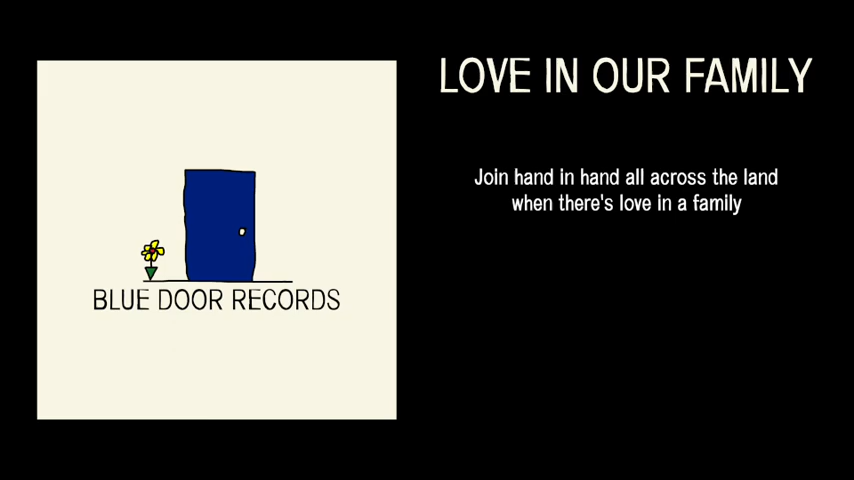 LOVE IN OUR FAMILY
Join hand in hand all across the land
when there's love in a family
BLUE DOOR RECORDS